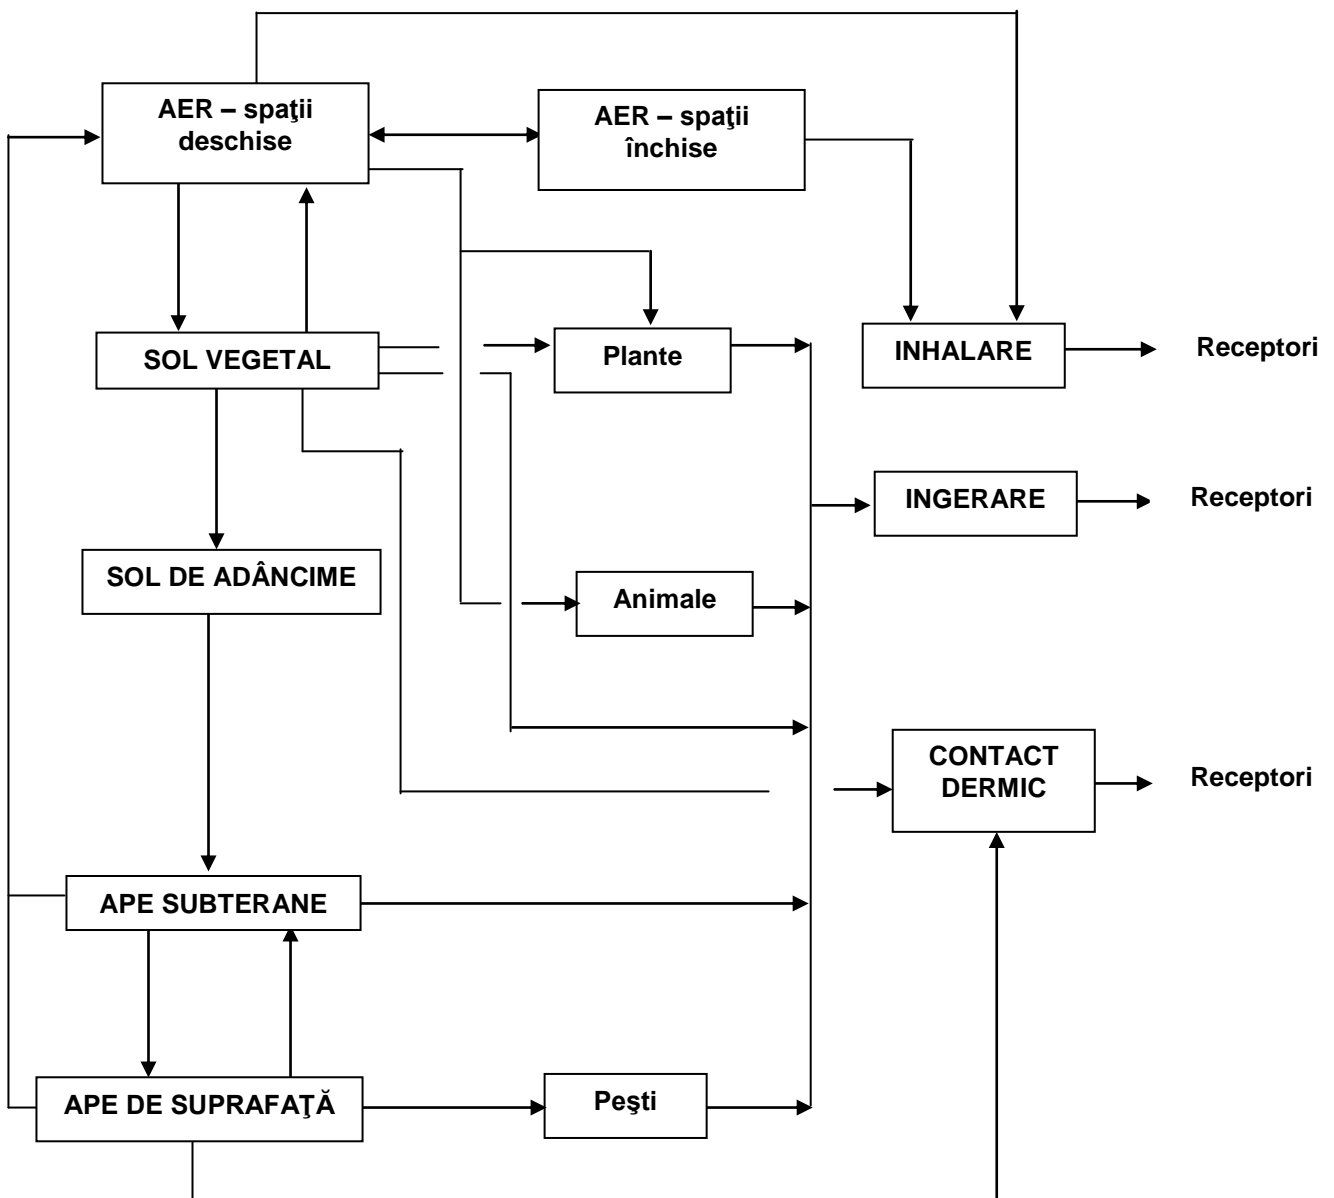 AER – spaţii
deschise
AER – spaţii
închise
SOL VEGETAL
Plante
INHALARE
Receptori
INGERARE
Receptori
SOL DE ADÂNCIME
Animale
CONTACT
DERMIC
Receptori
APE SUBTERANE
APE DE SUPRAFAŢĂ
Peşti